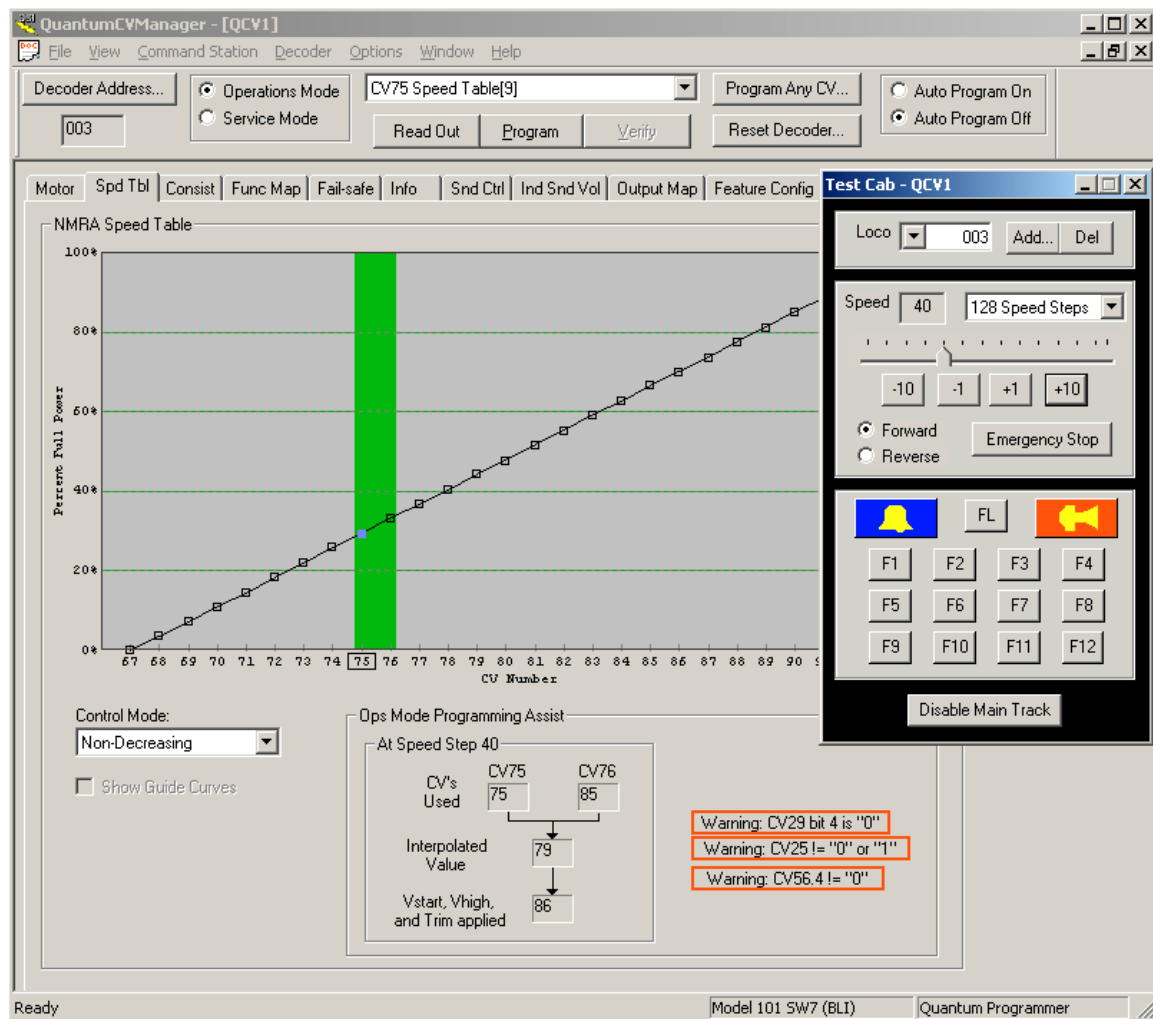 QuantumCVManager - [QCV1]
File View Command Station Decoder Options Window Help
Decoder Address...
003
Operations Mode
Service Mode
CV75 Speed Table[9]
Read Out Program Verify
Program Any CV...
Reset Decoder...
Auto Program On
Auto Program Off
Motor Spd Tbl Consist Func Map Fail-safe Info Snd Ctrl Ind Snd Vol Output Map Feature Config
NMRA Speed Table
100%
80%
60%
40%
20%
0%
Percent Full Power
67 68 69 70 71 72 73 74 75 76 77 78 79 80 81 82 83 84 85 86 87 88 89 90
CV Number
Control Mode:
Non-Decreasing
Show Guide Curves
Ops Mode Programming Assist
At Speed Step 40
CV's Used
CV75 CV76
75 85
Interpolated Value
79
Vstart, Vhigh,
and Trim applied
86
Warning: CV29 bit 4 is "0"
Warning: CV25 != "0" or "1"
Warning: CV56.4 != "0"
Test Cab - QCV1
Loco 003 Add... Del
Speed 40 128 Speed Steps
-10 -1 +1 +10
Forward
Reverse
Emergency Stop
FL
F1 F2 F3 F4
F5 F6 F7 F8
F9 F10 F11 F12
Disable Main Track
Ready
Model 101 SW7 (BLI)
Quantum Programmer